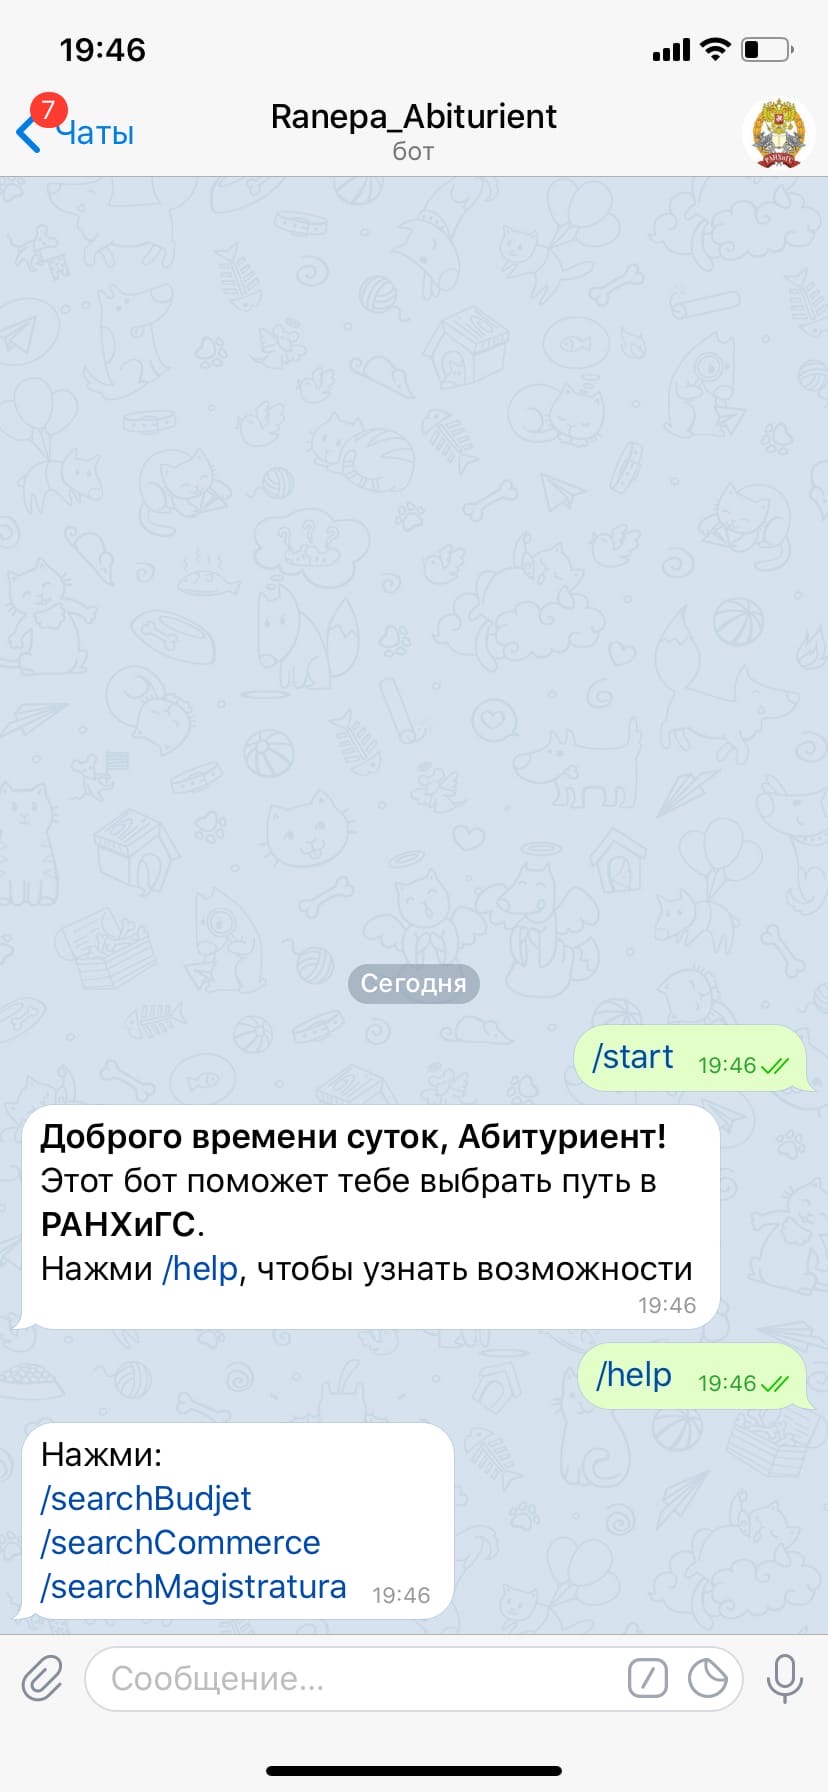 19:46
7
Чаты
Ranepa_Abiturient
бот
РАНХиГС
Сегодня
/start 19:46
Доброго времени суток, Абитуриент!
Этот бот поможет тебе выбрать путь в
РАНХиГС.
Нажми /help, чтобы узнать возможности
19:46
/help 19:46
Нажми:
/searchBudjet
/searchCommerce
/searchMagistratura 19:46
Сообщение...